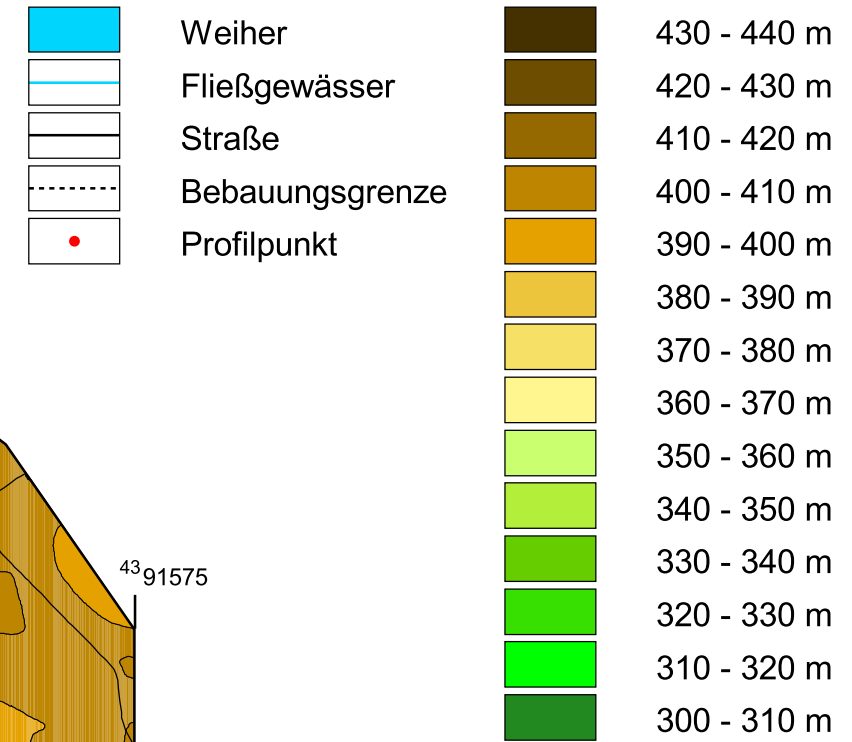 Weiher
Fließgewässer
Straße
Bebauungsgrenze
Profilpunkt
430 - 440 m
420 - 430 m
410 - 420 m
400 - 410 m
390 - 400 m
380 - 390 m
370 - 380 m
360 - 370 m
350 - 360 m
340 - 350 m
330 - 340 m
320 - 330 m
310 - 320 m
300 - 310 m
4391575